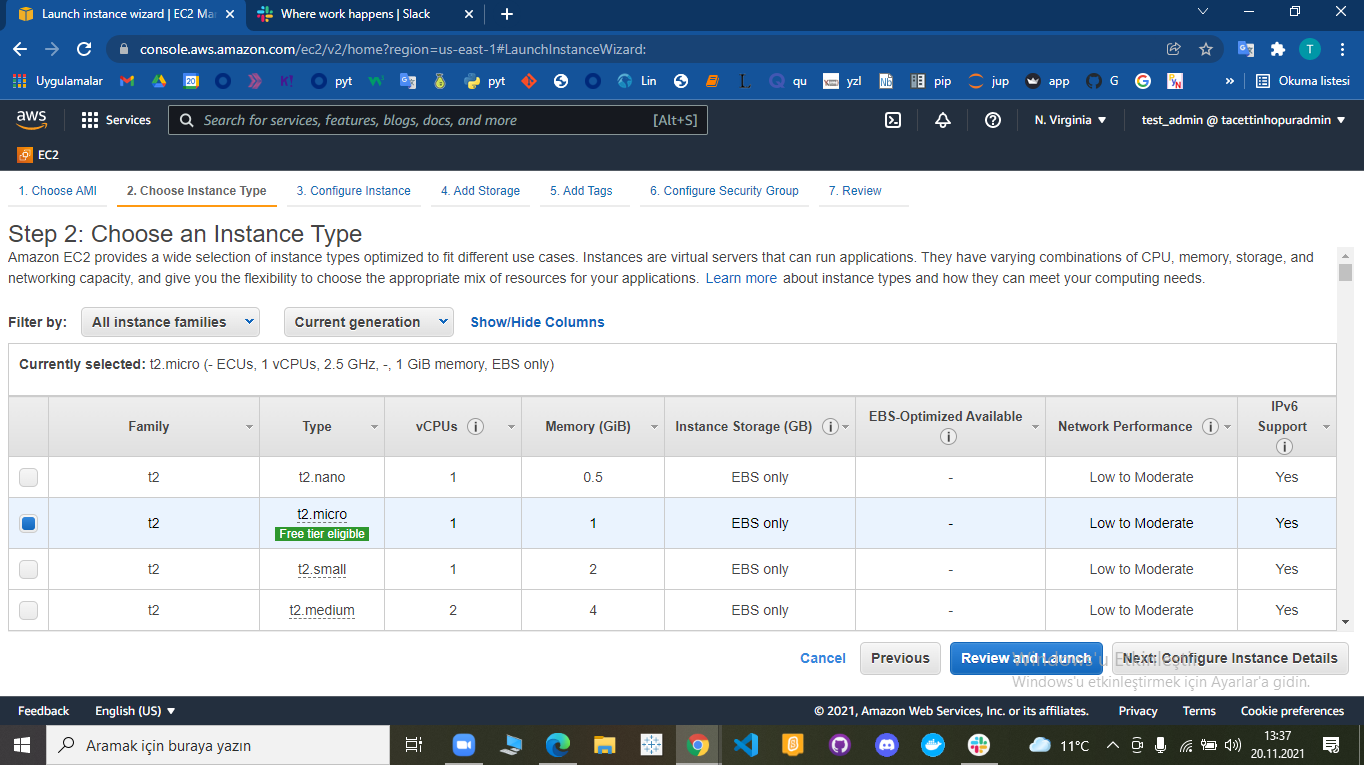 Launch instance wizard | EC2 Mar
Where work happens | Slack
console.aws.amazon.com/ec2/v2/home?region=us-east-1#LaunchInstanceWizard:
T
Uygulamalar
20
K!
pyt
pyt
Lin
qu
yzl
pip
jup
app
G
»
Okuma listesi
aws
Services
Search for services, features, blogs, docs, and more
[Alt+S]
N. Virginia
test_admin @ tacettinhopuradmin
EC2
1. Choose AMI
2. Choose Instance Type
3. Configure Instance
4. Add Storage
5. Add Tags
6. Configure Security Group
7. Review
Step 2: Choose an Instance Type
Amazon EC2 provides a wide selection of instance types optimized to fit different use cases. Instances are virtual servers that can run applications. They have varying combinations of CPU, memory, storage, and
networking capacity, and give you the flexibility to choose the appropriate mix of resources for your applications. Learn more about instance types and how they can meet your computing needs.
Filter by: All instance families Current generation Show/Hide Columns
Currently selected: t2.micro (- ECUs, 1 vCPUs, 2.5 GHz, -, 1 GiB memory, EBS only)
Family Type vCPUs Memory (GiB) Instance Storage (GB) EBS-Optimized Available Network Performance IPv6 Support
t2 t2.nano 1 0.5 EBS only - Low to Moderate Yes
t2 t2.micro Free tier eligible 1 1 EBS only - Low to Moderate Yes
t2 t2.small 1 2 EBS only - Low to Moderate Yes
t2 t2.medium 2 4 EBS only - Low to Moderate Yes
Cancel Previous Review and Launch Next: Configure Instance Details
Windows'u Etkinleştir
Windows'u etkinleştirmek için Ayarlar'a gidin.
Feedback English (US)
© 2021, Amazon Web Services, Inc. or its affiliates. Privacy Terms Cookie preferences
Aramak için buraya yazın
11°C
13:37
20.11.2021